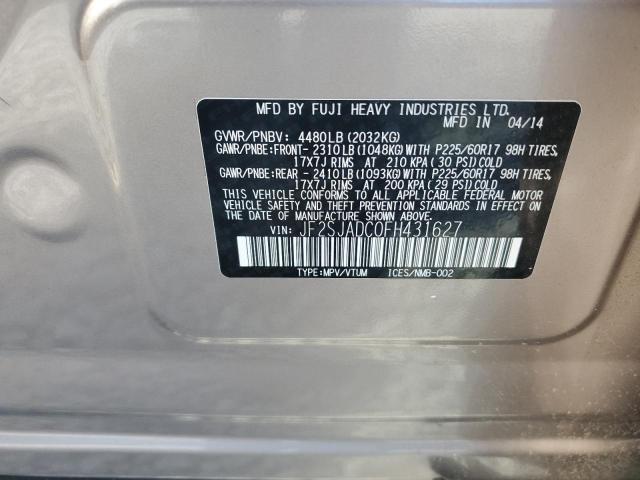 MFD BY FUJI HEAVY INDUSTRIES LTD.
MFD IN 04/14
GVWR/PNBV: 4480LB(2032KG)
GAWR/PNBE:FRONT-2310LB(1048KG)WITH P225/60R17 98H TIRES,
17X7J RIMS AT 210 KPA(30 PSI)COLD
GAWR/PNBE:REAR -2410LB(1093KG)WITH P225/60R17 98H TIRES,
17X7J RIMS AT 200 KPA(29 PSI)COLD
THIS VEHICLE CONFORMS TO ALL APPLICABLE FEDERAL MOTOR
VEHICLE SAFETY AND THEFT PREVENTION STANDARDS IN EFFECT ON
THE DATE OF MANUFACTURE SHOWN ABOVE.
VIN: JF2SJADC0FH431627
TYPE:MPV/VTUM ICES/NMB-002